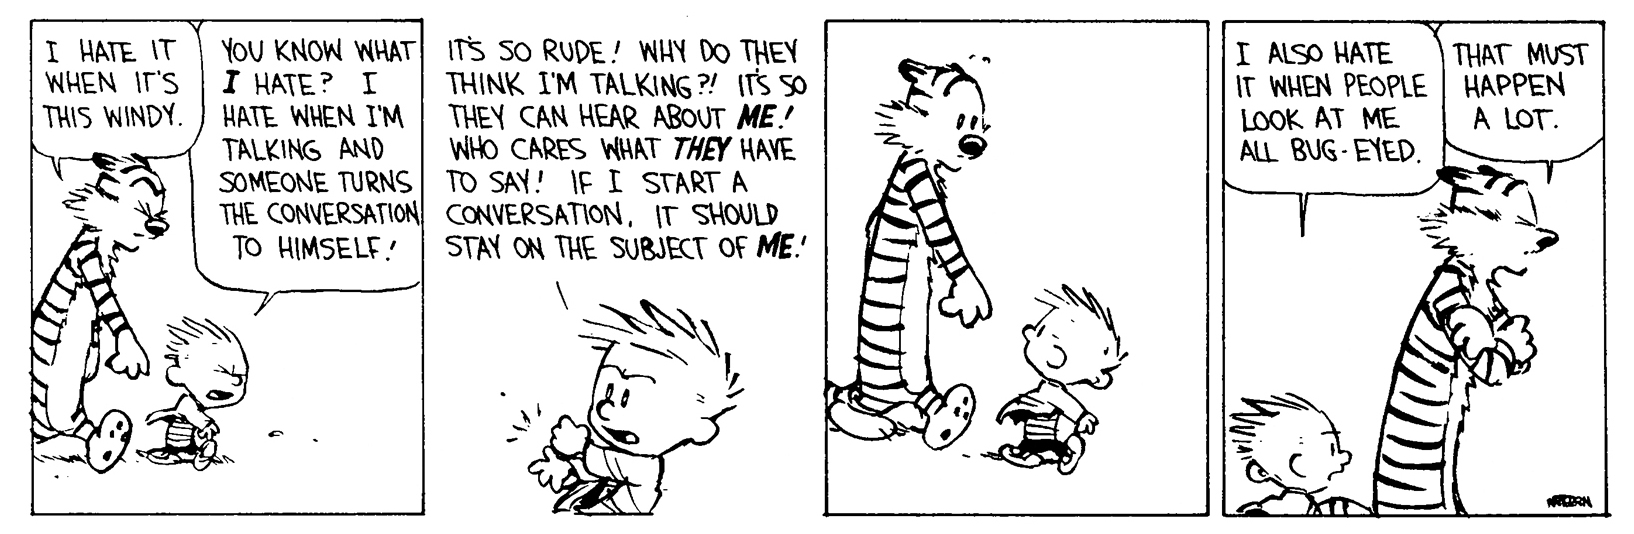 I HATE IT
WHEN IT'S
THIS WINDY.
YOU KNOW WHAT
I HATE? I
HATE WHEN I'M
TALKING AND
SOMEONE TURNS
THE CONVERSATION
TO HIMSELF!
IT'S SO RUDE! WHY DO THEY
THINK I'M TALKING?! IT'S SO
THEY CAN HEAR ABOUT ME!
WHO CARES WHAT THEY HAVE
TO SAY! IF I START A
CONVERSATION, IT SHOULD
STAY ON THE SUBJECT OF ME!
I ALSO HATE
IT WHEN PEOPLE
LOOK AT ME
ALL BUG-EYED.
THAT MUST
HAPPEN
A LOT.